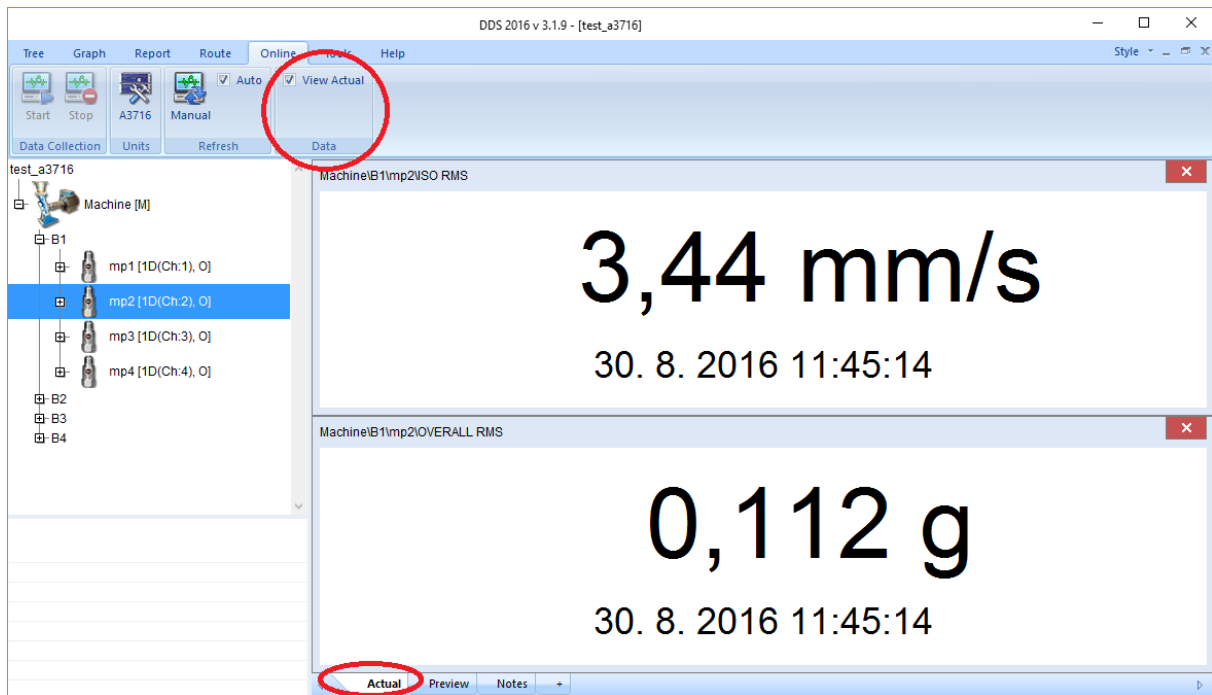 DDS 2016 v 3.1.9 - [test_a3716]
Tree Graph Report Route Online Tools Help Style
Start Stop A3716 Manual Auto View Actual
Data Collection Units Refresh Data
test_a3716
Machine [M]
B1
mp1 [1D(Ch:1), O]
mp2 [1D(Ch:2), O]
mp3 [1D(Ch:3), O]
mp4 [1D(Ch:4), O]
B2
B3
B4
Machine\B1\mp2\ISO RMS
3,44 mm/s
30. 8. 2016 11:45:14
Machine\B1\mp2\OVERALL RMS
0,112 g
30. 8. 2016 11:45:14
Actual Preview Notes +